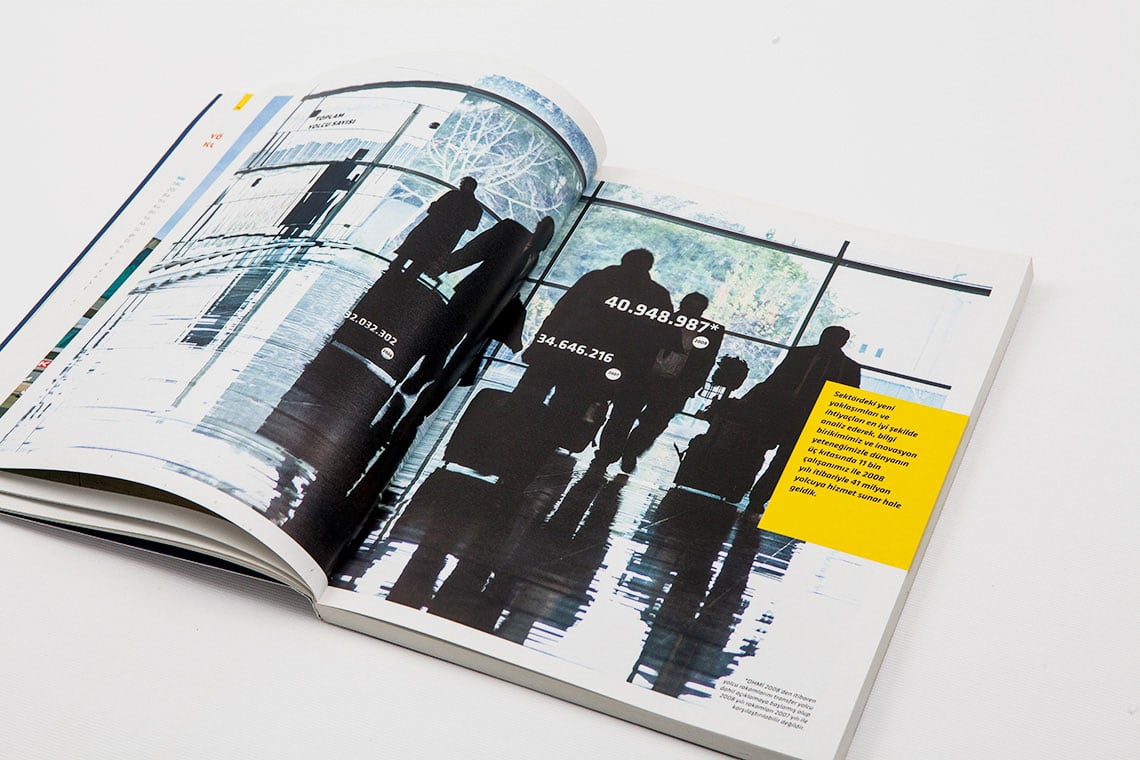 YO
KL
TOPLAM
YOLCU SAYISI
32.032.302
34.646.216
2007
40.948.987*
2008
Sektördeki yeni
yaklaşımları ve
ihtiyaçları en iyi şekilde
analiz ederek, bilgi
birikimimiz ve inovasyon
yeteneğimizle dünyanın
üç kıtasında 11 bin
çalışanımız ile 2008
yılı itibariyle 41 milyon
yolcuya hizmet sunar hale
geldik.
*DHMİ 2008'den itibaren
yolcu rakamlarını transfer yolcu
dahil açıklamaya başlamış olup
2008 yılı rakamları 2007 yılı ile
karşılaştırılabilir değildir.